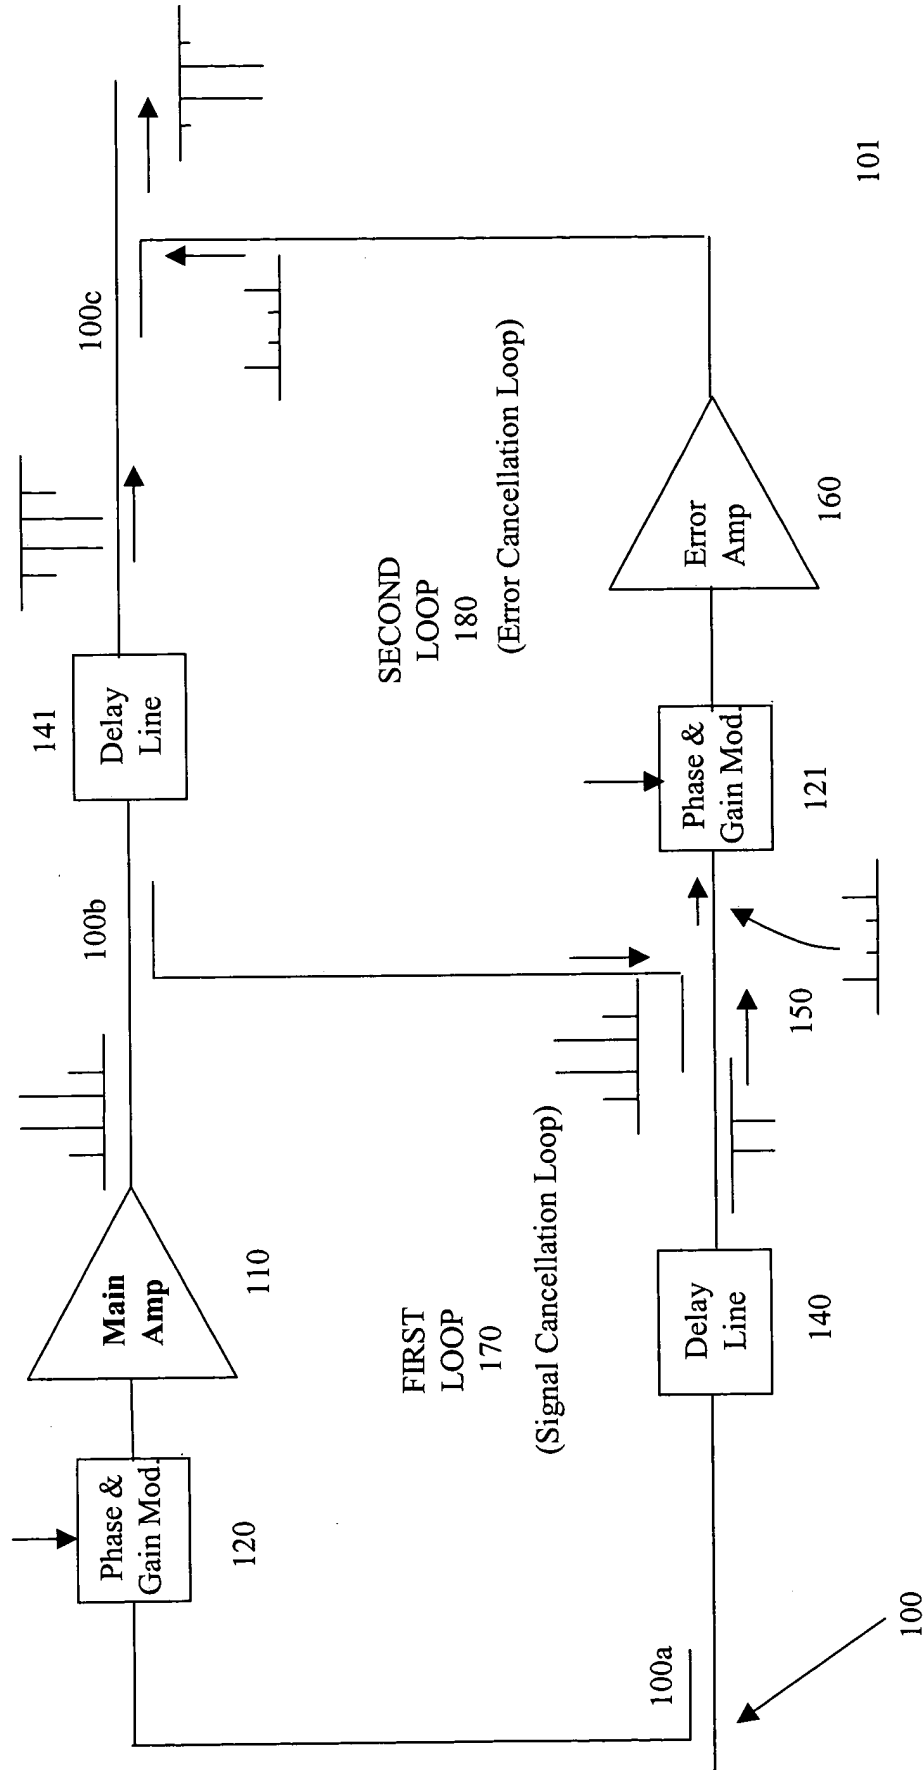 Phase &
Gain Mod.
120
Main
Amp
110
100b
Delay
Line
141
100c
FIRST
LOOP
170
(Signal Cancellation Loop)
SECOND
LOOP
180
(Error Cancellation Loop)
100a
100
Delay
Line
140
150
Phase &
Gain Mod.
121
Error
Amp
160
101